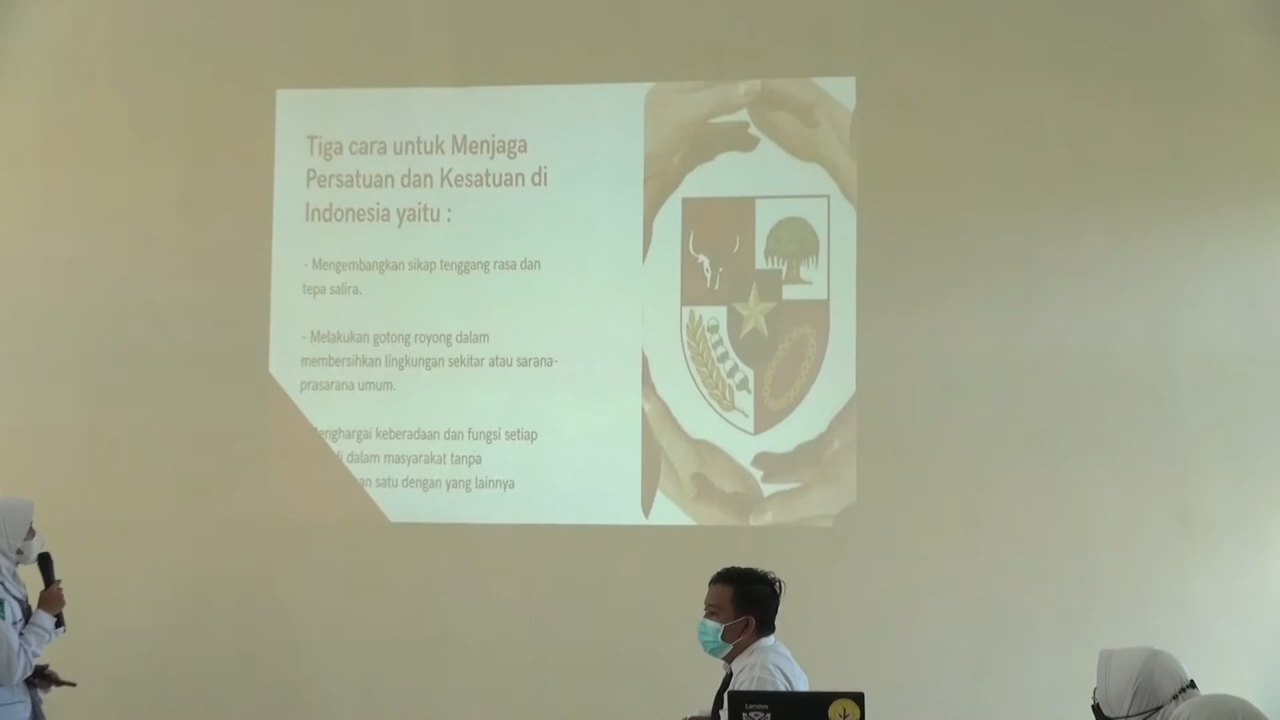 Tiga cara untuk Menjaga
Persatuan dan Kesatuan di
Indonesia yaitu :
- Mengembangkan sikap tenggang rasa dan
tepa salira.
- Melakukan gotong royong dalam
membersihkan lingkungan sekitar atau sarana-
prasarana umum.
enghargai keberadaan dan fungsi setiap
di dalam masyarakat tanpa
an satu dengan yang lainnya
Lenovo